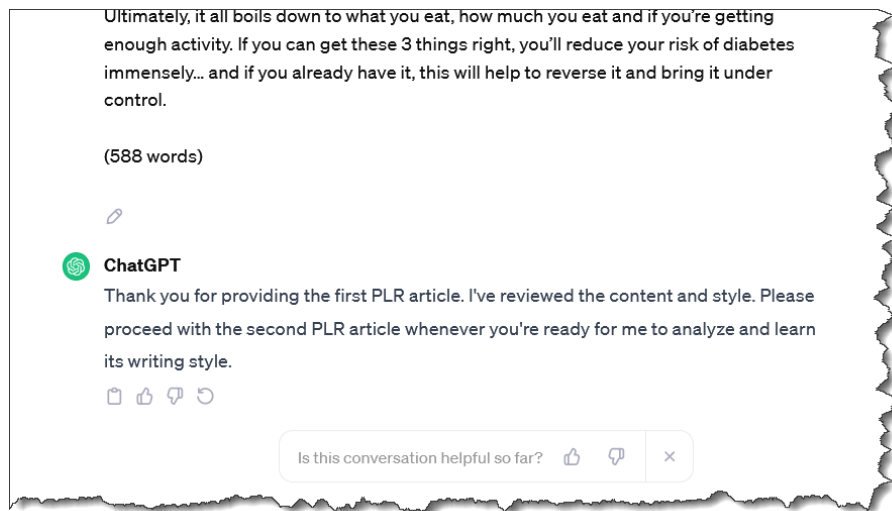 Ultimately, it all boils down to what you eat, how much you eat and if you’re getting
enough activity. If you can get these 3 things right, you’ll reduce your risk of diabetes
immensely… and if you already have it, this will help to reverse it and bring it under
control.
(588 words)
ChatGPT
Thank you for providing the first PLR article. I've reviewed the content and style. Please
proceed with the second PLR article whenever you're ready for me to analyze and learn
its writing style.
Is this conversation helpful so far?